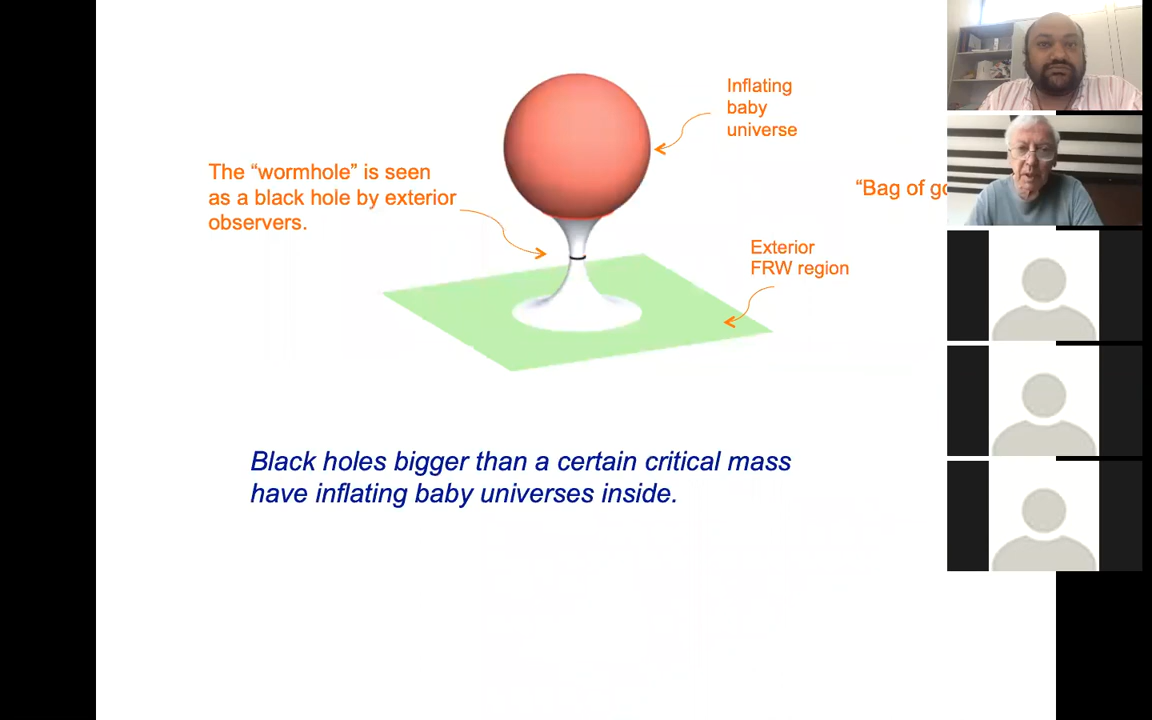 Inflating
baby
universe
The “wormhole” is seen
as a black hole by exterior
observers.
“Bag of
Exterior
FRW region
Black holes bigger than a certain critical mass
have inflating baby universes inside.